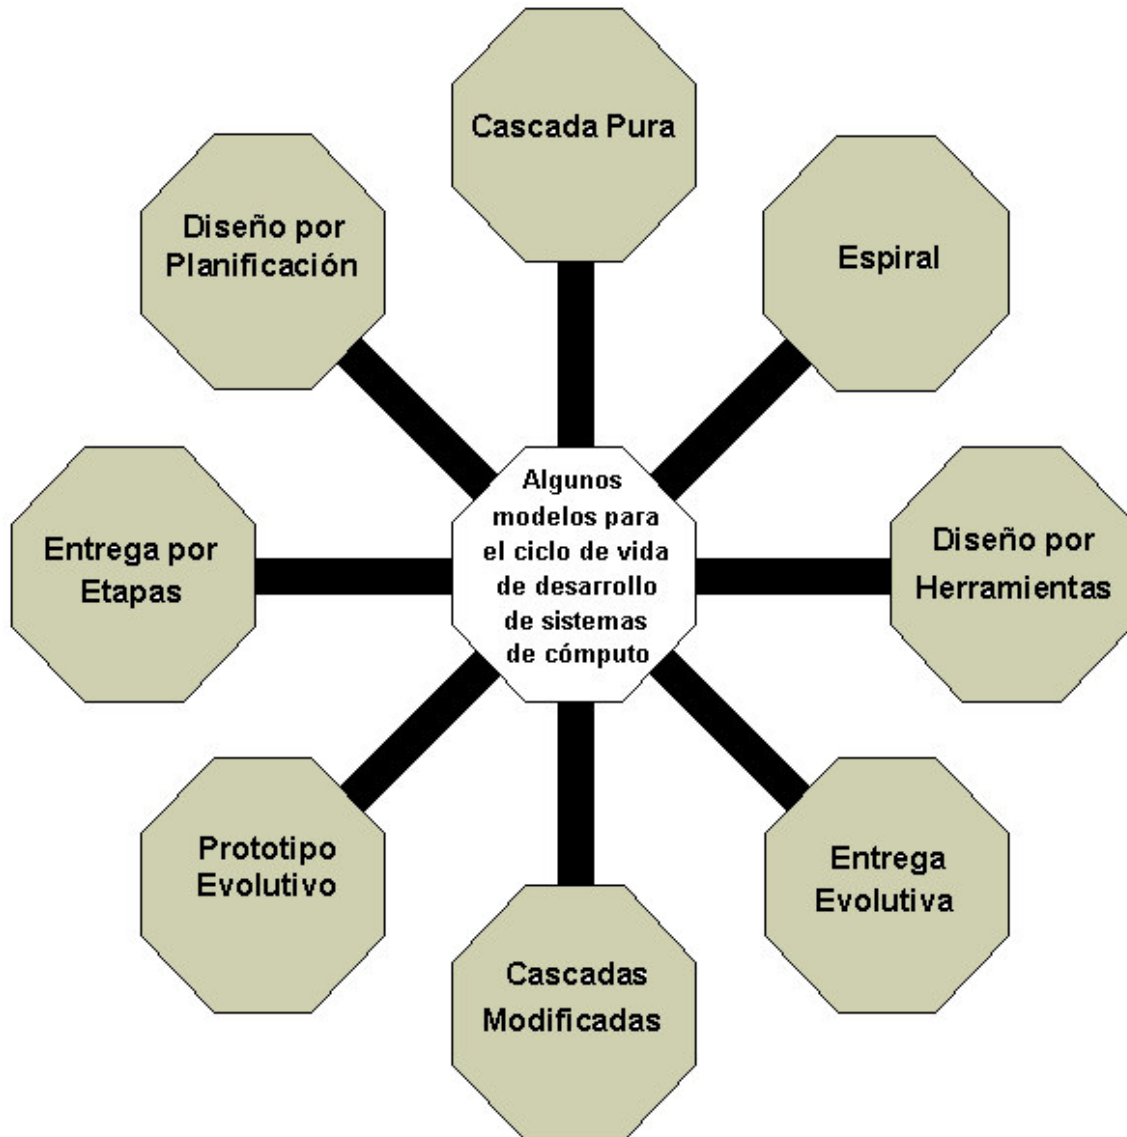 Cascada Pura
Diseño por
Planificación
Espiral
Entrega por
Etapas
Algunos
modelos para
el ciclo de vida
de desarrollo
de sistemas
de cómputo
Diseño por
Herramientas
Prototipo
Evolutivo
Entrega
Evolutiva
Cascadas
Modificadas